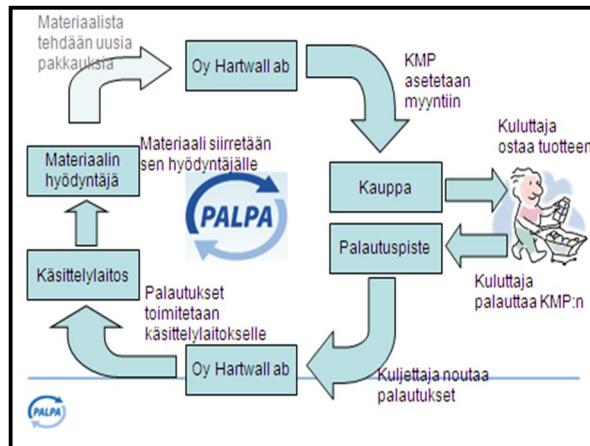 Materiaalista
tehdään uusia
pakkauksia
Oy Hartwall ab
KMP
asetetaan
myyntiin
Kuluttaja
ostaa tuotteen
Materiaali siirretään
sen hyödyntäjälle
Materiaalin
hyödyntäjä
PALPA
Kauppa
Palautuspiste
Käsittelylaitos
Kuluttaja
palauttaa KMP:n
Palautukset
toimitetaan
käsittelylaitokselle
Oy Hartwall ab
Kuljettaja noutaa
palautukset
PALPA